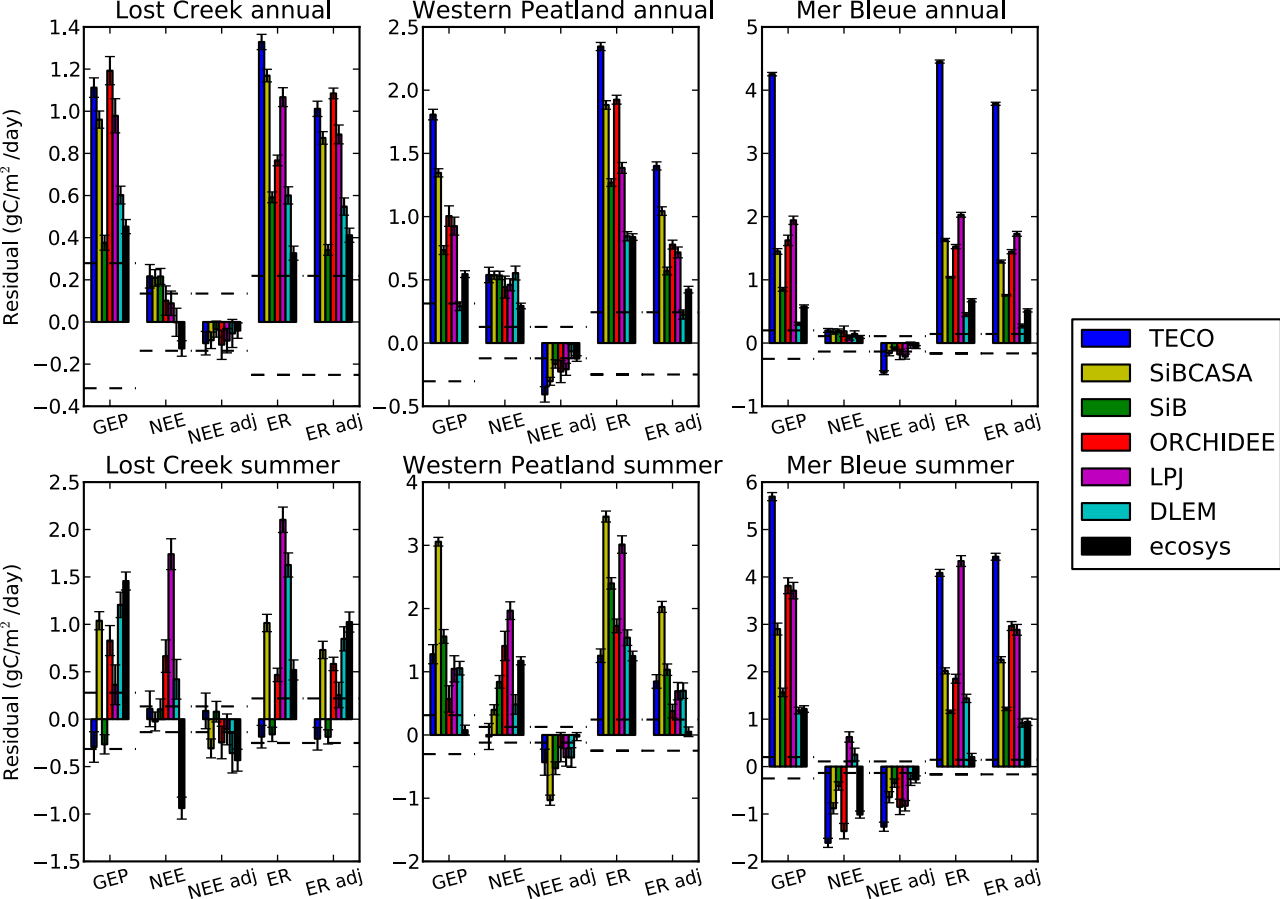 Lost Creek annual
Western Peatland annual
Mer Bleue annual
Residual (gC/m² /day)
1.4
1.2
1.0
0.8
0.6
0.4
0.2
0.0
−0.2
−0.4
GEP NEE NEE adj ER ER adj
2.5
2.0
1.5
1.0
0.5
0.0
−0.5
GEP NEE NEE adj ER ER adj
5
4
3
2
1
0
−1
GEP NEE NEE adj ER ER adj
Lost Creek summer
Western Peatland summer
Mer Bleue summer
Residual (gC/m² /day)
2.5
2.0
1.5
1.0
0.5
0.0
−0.5
−1.0
−1.5
GEP NEE NEE adj ER ER adj
4
3
2
1
0
−1
−2
GEP NEE NEE adj ER ER adj
6
5
4
3
2
1
0
−1
−2
GEP NEE NEE adj ER ER adj
TECO
SiBCASA
SiB
ORCHIDEE
LPJ
DLEM
ecosys